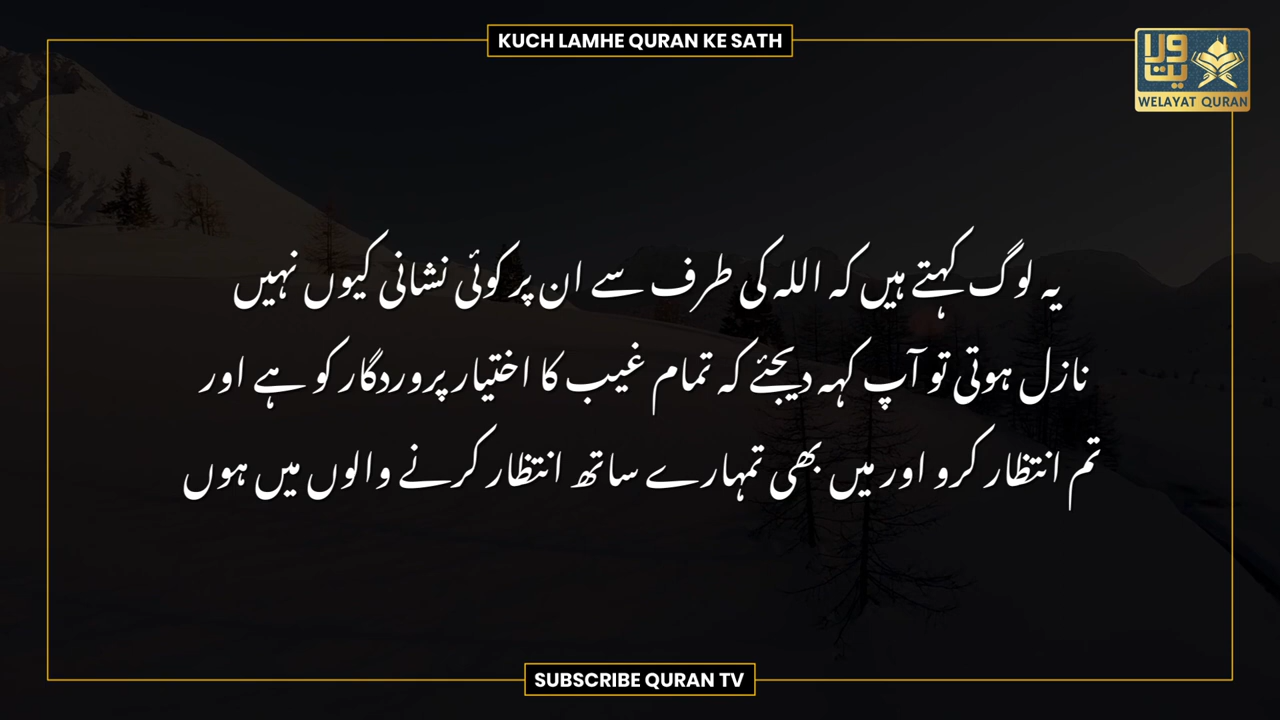 KUCH LAMHE QURAN KE SATH
ولایت
WELAYAT QURAN
یہ لوگ کہتے ہیں کہ اللہ کی طرف سے ان پر کوئی نشانی کیوں نہیں
نازل ہوتی تو آپ کہہ دیجئے کہ تمام غیب کا اختیار پروردگار کو ہے اور
تم انتظار کرو اور میں بھی تمہارے ساتھ انتظار کرنے والوں میں ہوں
SUBSCRIBE QURAN TV